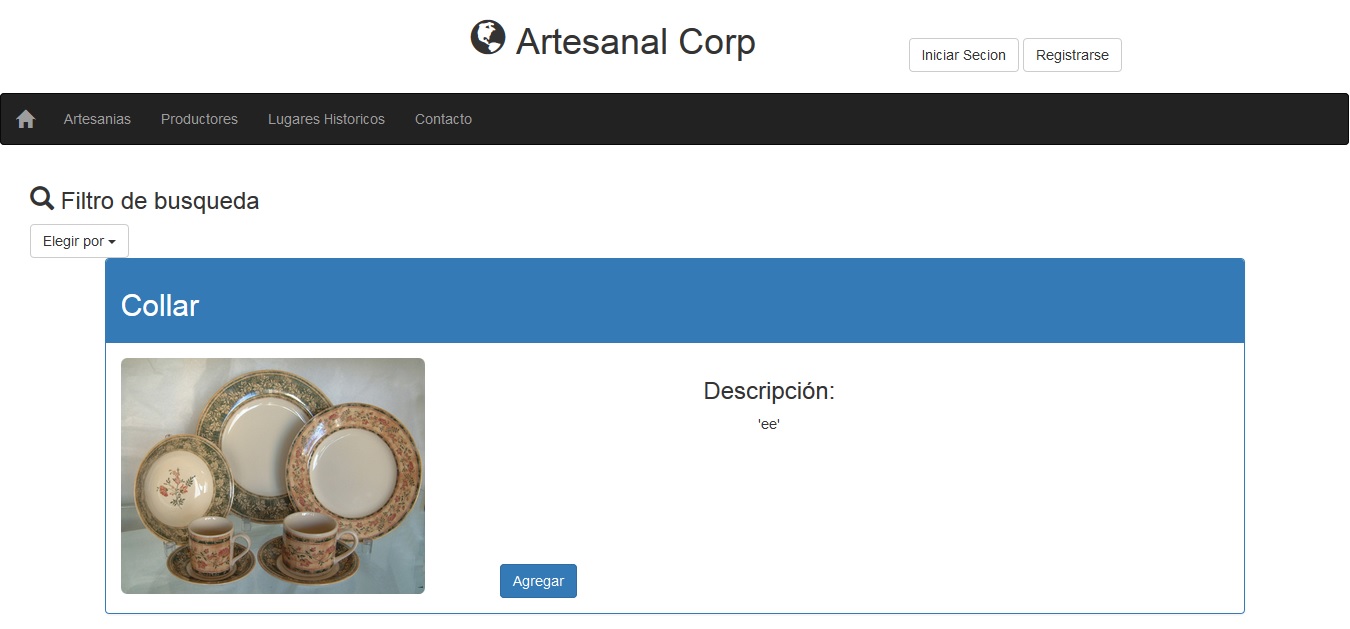 Artesanal Corp
Iniciar Secion
Registrarse
Artesanias
Productores
Lugares Historicos
Contacto
Filtro de busqueda
Elegir por
Collar
Descripción:
'ee'
Agregar